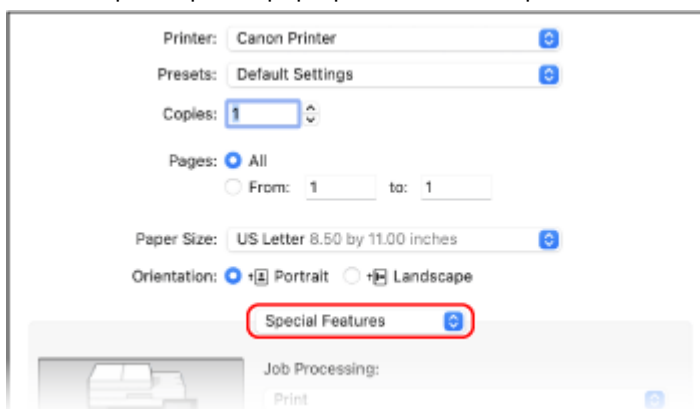 Printer: Canon Printer
Presets: Default Settings
Copies: 1
Pages: All
From: 1 to: 1
Paper Size: US Letter 8.50 by 11.00 inches
Orientation: Portrait Landscape
Special Features
Job Processing:
Print